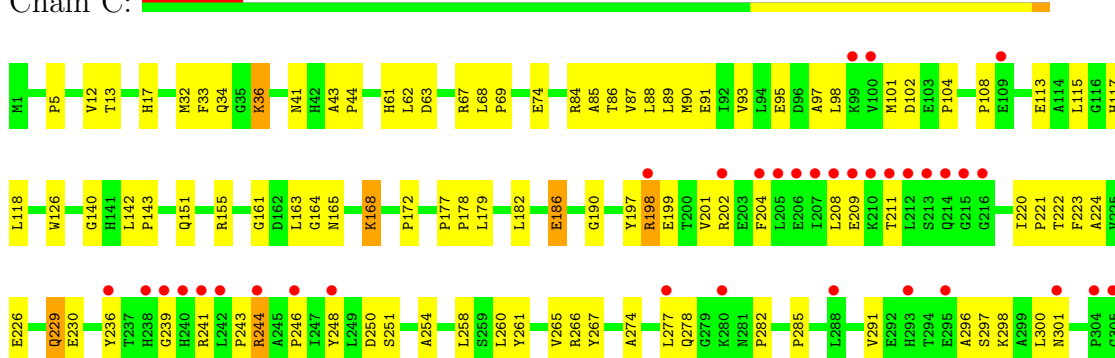 Chain C:
M1 P5 V12 T13 H17 M32 F33 Q34 G35 K36 N41 H42 A43 P44 H61 L62 D63 R67 L68 P69 E74 R84 A85 T86 V87 L88 L89 M90 E91 I92 V93 L94 E95 D96 A97 L98 K99 V100 M101 D102 E103 P104 P108 E109 E113 A114 L115 G116 H117
L118 W126 G140 H141 L142 P143 Q151 R155 G161 D162 L163 G164 N165 K168 P172 P177 P178 L179 L182 E186 G190 Y197 R198 E199 T200 V201 R202 E203 F204 L205 E206 I207 L208 E209 K210 T211 L212 S213 Q214 G215 G216 I220 P221 T222 F223 A224
E226 Q229 E230 Y236 T237 H238 G239 H240 R241 L242 P243 R244 A245 P246 I247 Y248 L249 D250 S251 A254 L258 S259 L260 Y261 V265 R266 Y267 A274 L277 Q278 G279 K280 N281 P282 P285 L288 V291 E292 H293 T294 E295 A296 S297 K298 A299 L300 N301 P304